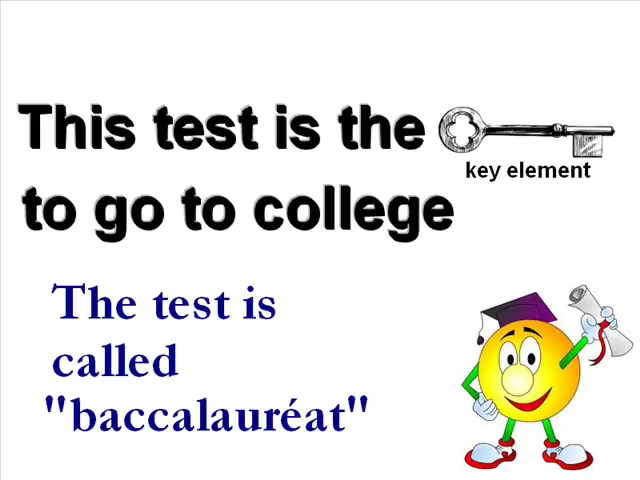 This test is the
key element
to go to college
The test is
called
"baccalauréat"